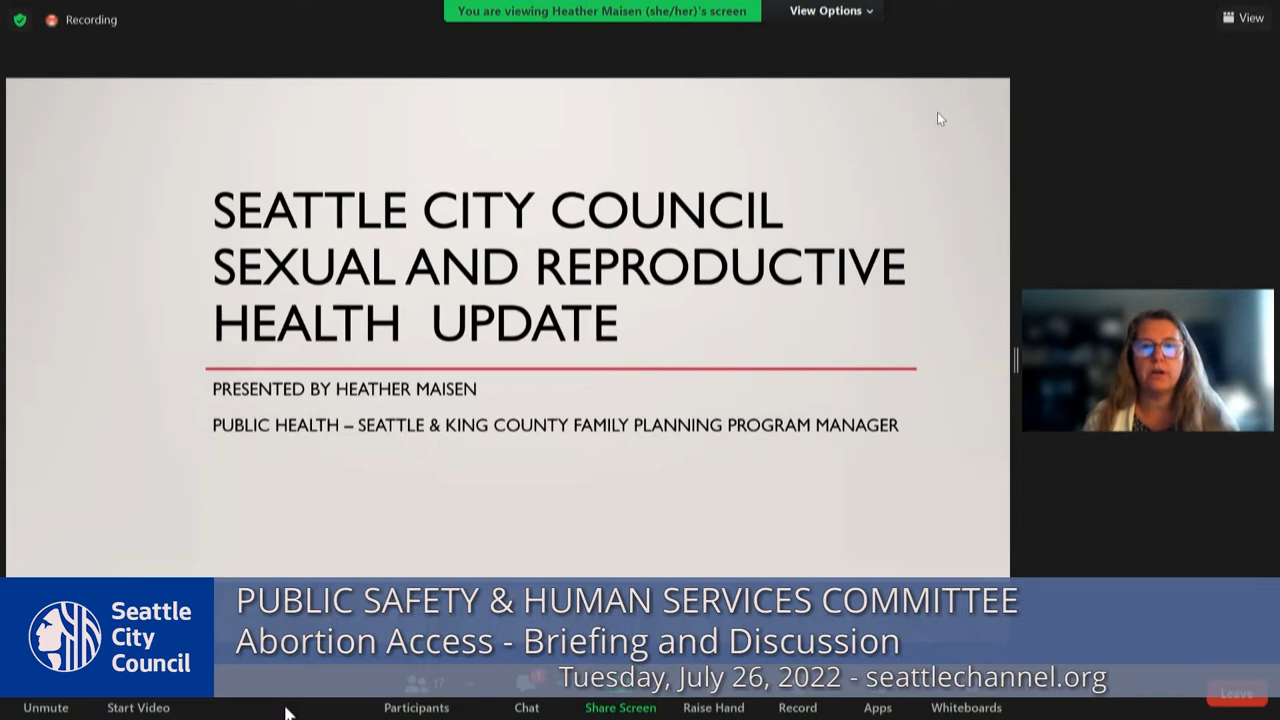 Recording
You are viewing Heather Maisen (she/her)'s screen
View Options
View
SEATTLE CITY COUNCIL
SEXUAL AND REPRODUCTIVE
HEALTH UPDATE
PRESENTED BY HEATHER MAISEN
PUBLIC HEALTH – SEATTLE & KING COUNTY FAMILY PLANNING PROGRAM MANAGER
Seattle
City
Council
PUBLIC SAFETY & HUMAN SERVICES COMMITTEE
Abortion Access - Briefing and Discussion
Tuesday, July 26, 2022 - seattlechannel.org
17
Unmute
Start Video
Participants
Chat
Share Screen
Raise Hand
Record
Apps
Whiteboards
Leave